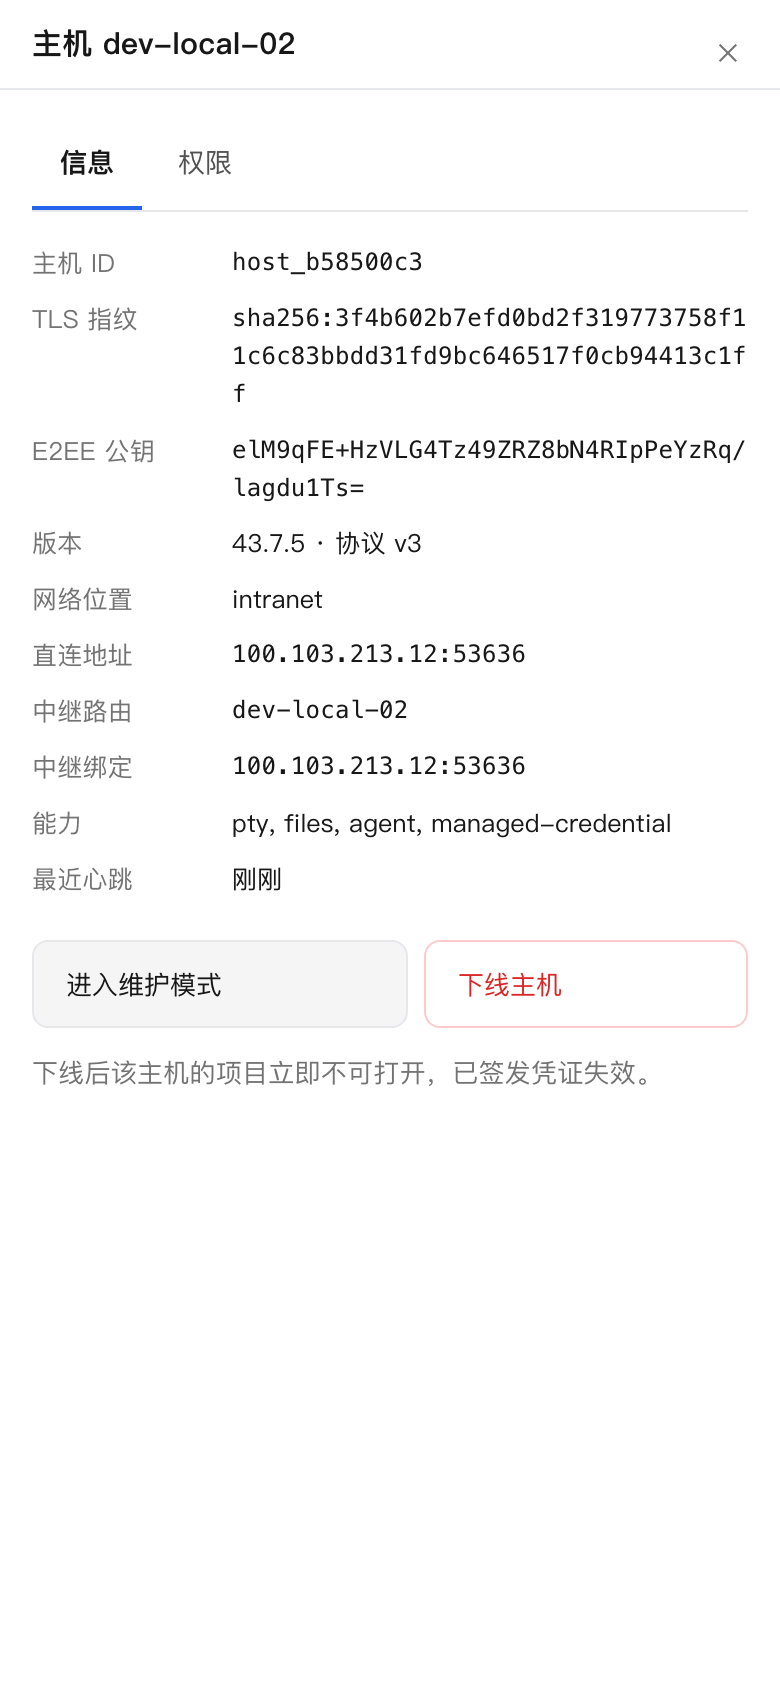 主机 dev-local-02
信息 权限
主机 ID host_b58500c3
TLS 指纹 sha256:3f4b602b7efd0bd2f319773758f1
1c6c83bbdd31fd9bc646517f0cb94413c1f
f
E2EE 公钥 elM9qFE+HzVLG4Tz49ZRZ8bN4RIpPeYzRq/
lagdu1Ts=
版本 43.7.5 · 协议 v3
网络位置 intranet
直连地址 100.103.213.12:53636
中继路由 dev-local-02
中继绑定 100.103.213.12:53636
能力 pty, files, agent, managed-credential
最近心跳 刚刚
进入维护模式 下线主机
下线后该主机的项目立即不可打开，已签发凭证失效。